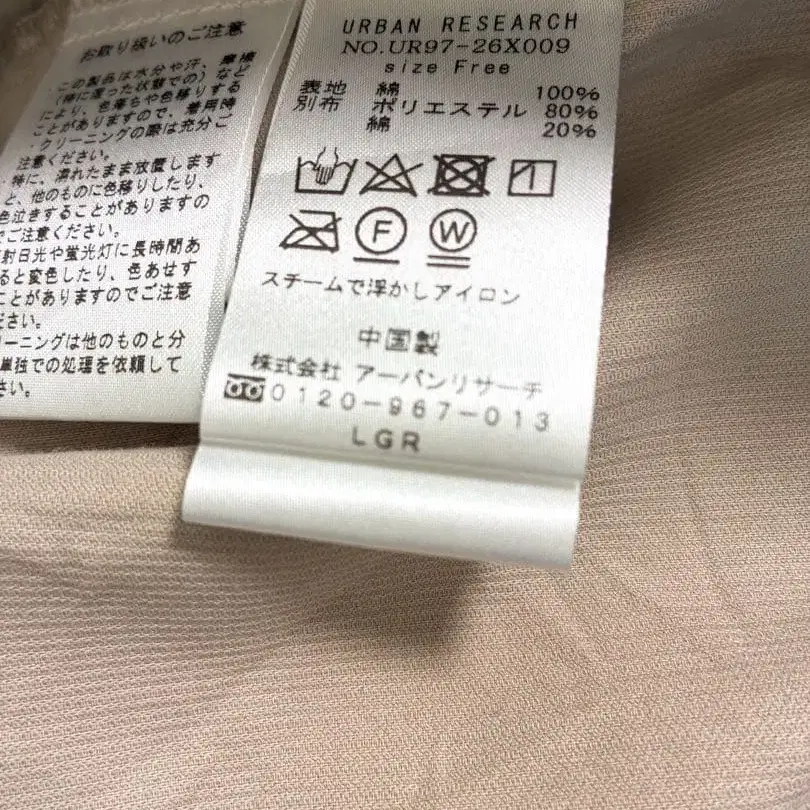 お取り扱いのご注意
・この製品は水分や汗、摩擦
(特に湿った状態での)など
により、色落ちや色移りする
ことがありますので、着用時
・クリーニングの際は充分ご
注意ください。
・特に、濡れたまま放置します
と、他のものに色移りしたり、
色泣きすることがありますの
でご注意ください。
射日光や蛍光灯に長時間あ
ると変色したり、色あせす
ことがありますのでご注意
ださい。
リーニングは他のものと分
単独での処理を依頼して
さい。
URBAN RESEARCH
NO.UR97-26X009
size Free
表地 綿 100%
別布 ポリエステル 80%
綿 20%
F W
スチームで浮かしアイロン
中国製
株式会社 アーバンリサーチ
0120-967-013
LGR